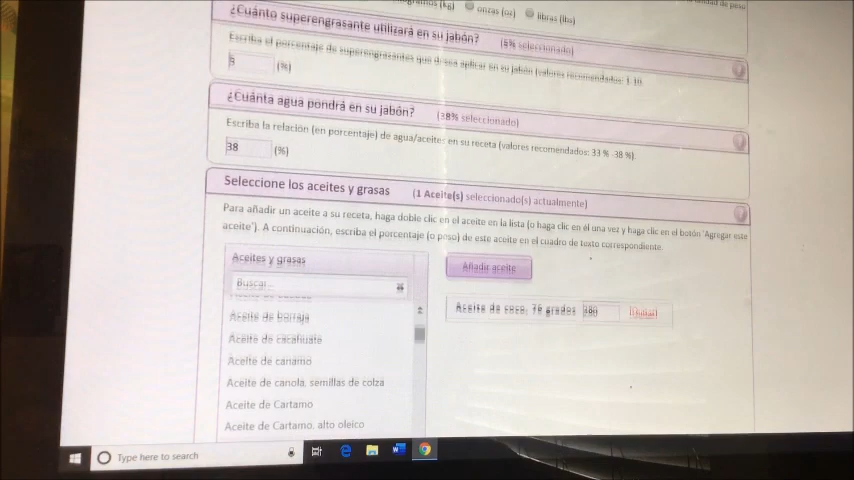 (kg) onzas (oz) libras (lbs)
¿Cuánto superengrasante utilizará en su jabón? (5% seleccionado)
Escriba el porcentaje de superengrasantes que desea aplicar en su jabón (valores recomendados:
5 (%)
¿Cuánta agua pondrá en su jabón? (38% seleccionado)
Escriba la relación (en porcentaje) de agua/aceites en su receta (valores recomendados: 33 % -38 %).
38 (%)
Seleccione los aceites y grasas (1 Aceite(s) seleccionado(s) actualmente)
Para añadir un aceite a su receta, haga doble clic en el aceite en la lista (o haga clic en él una vez y haga clic en el botón 'Agregar este
aceite'). A continuación, escriba el porcentaje (o peso) de este aceite en el cuadro de texto correspondiente.
Aceites y grasas
Añadir aceite
Buscar...
Aceite de coco, 76 grados
Aceite de borraja
Aceite de cacahuate
Aceite de canamo
Aceite de canola, semillas de colza
Aceite de Cartamo
Aceite de Cartamo, alto oleico
Type here to search